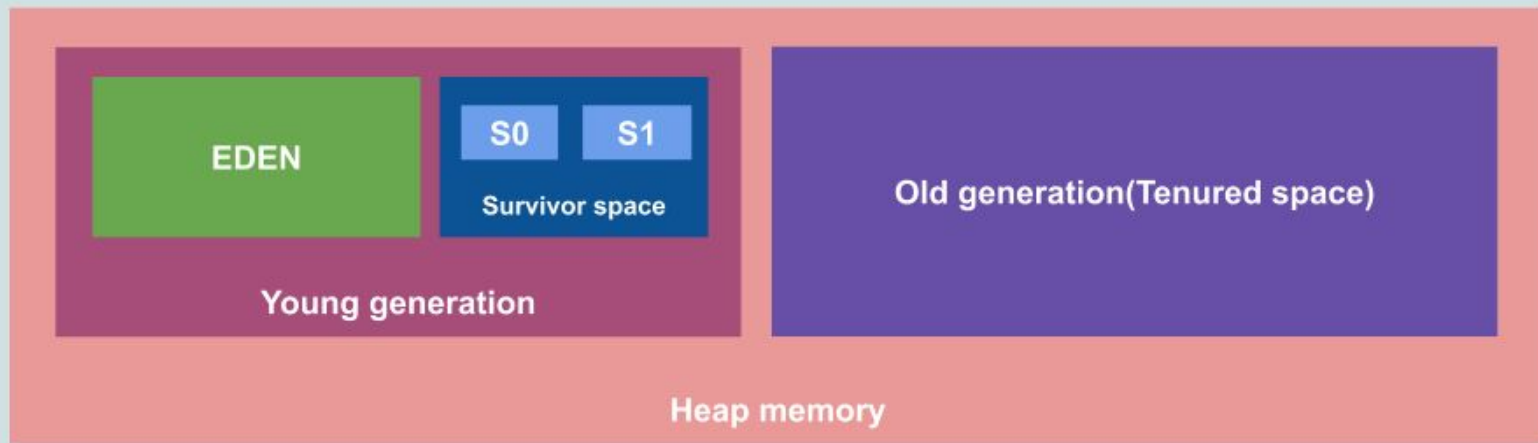 EDEN
S0
S1
Survivor space
Young generation
Old generation(Tenured space)
Heap memory